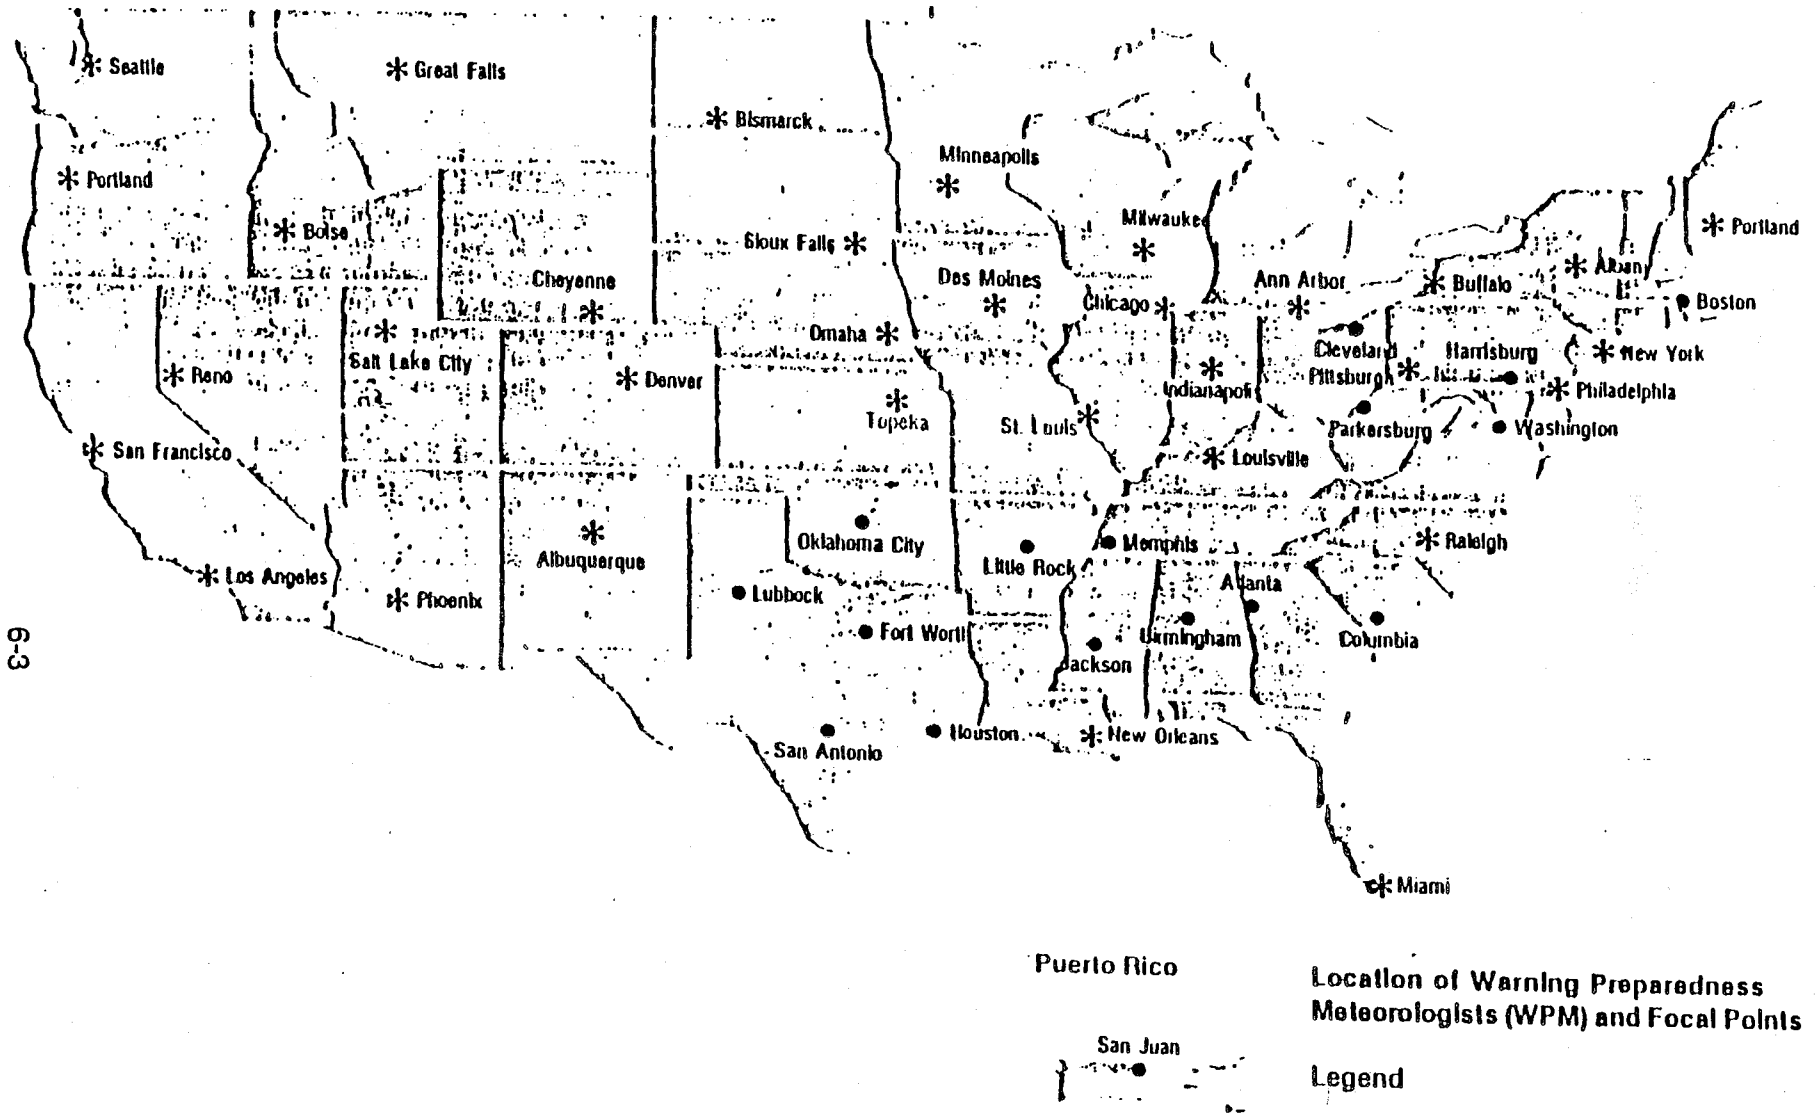 Seattle
Great Falls
Bismarck
Minneapolis
Portland
Milwaukee
Boise
Sioux Falls
Portland
Cheyenne
Des Moines
Ann Arbor
Buffalo
Alban
Chicago
Boston
Omaha
Salt Lake City
Cleveland
Harrisburg
New York
Reno
Denver
Indianapoli
Pittsburgh
Philadelphia
Topeka
St. Louis
Parkersburg
Washington
San Francisco
Louisville
Oklahoma City
Memphis
Raleigh
Albuquerque
Little Rock
Los Angeles
Atlanta
Phoenix
Lubbock
Fort Worth
Birmingham
Columbia
6-3
Jackson
Houston
New Orleans
San Antonio
Miami
Puerto Rico
Location of Warning Preparedness
Meteorologists (WPM) and Focal Points
San Juan
Legend